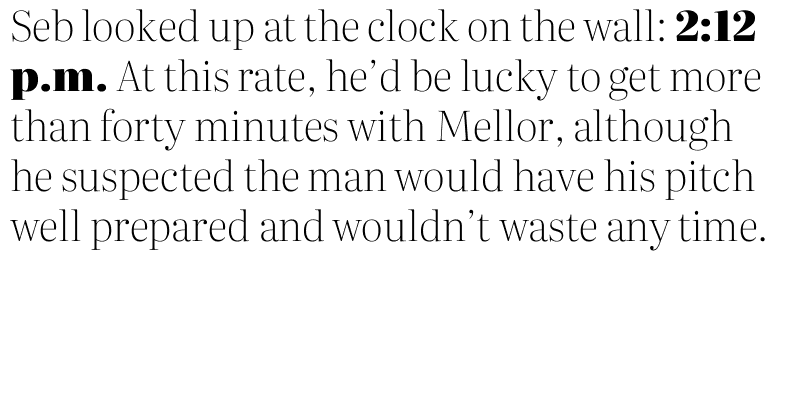 Seb looked up at the clock on the wall: 2:12
p.m. At this rate, he’d be lucky to get more
than forty minutes with Mellor, although
he suspected the man would have his pitch
well prepared and wouldn’t waste any time.